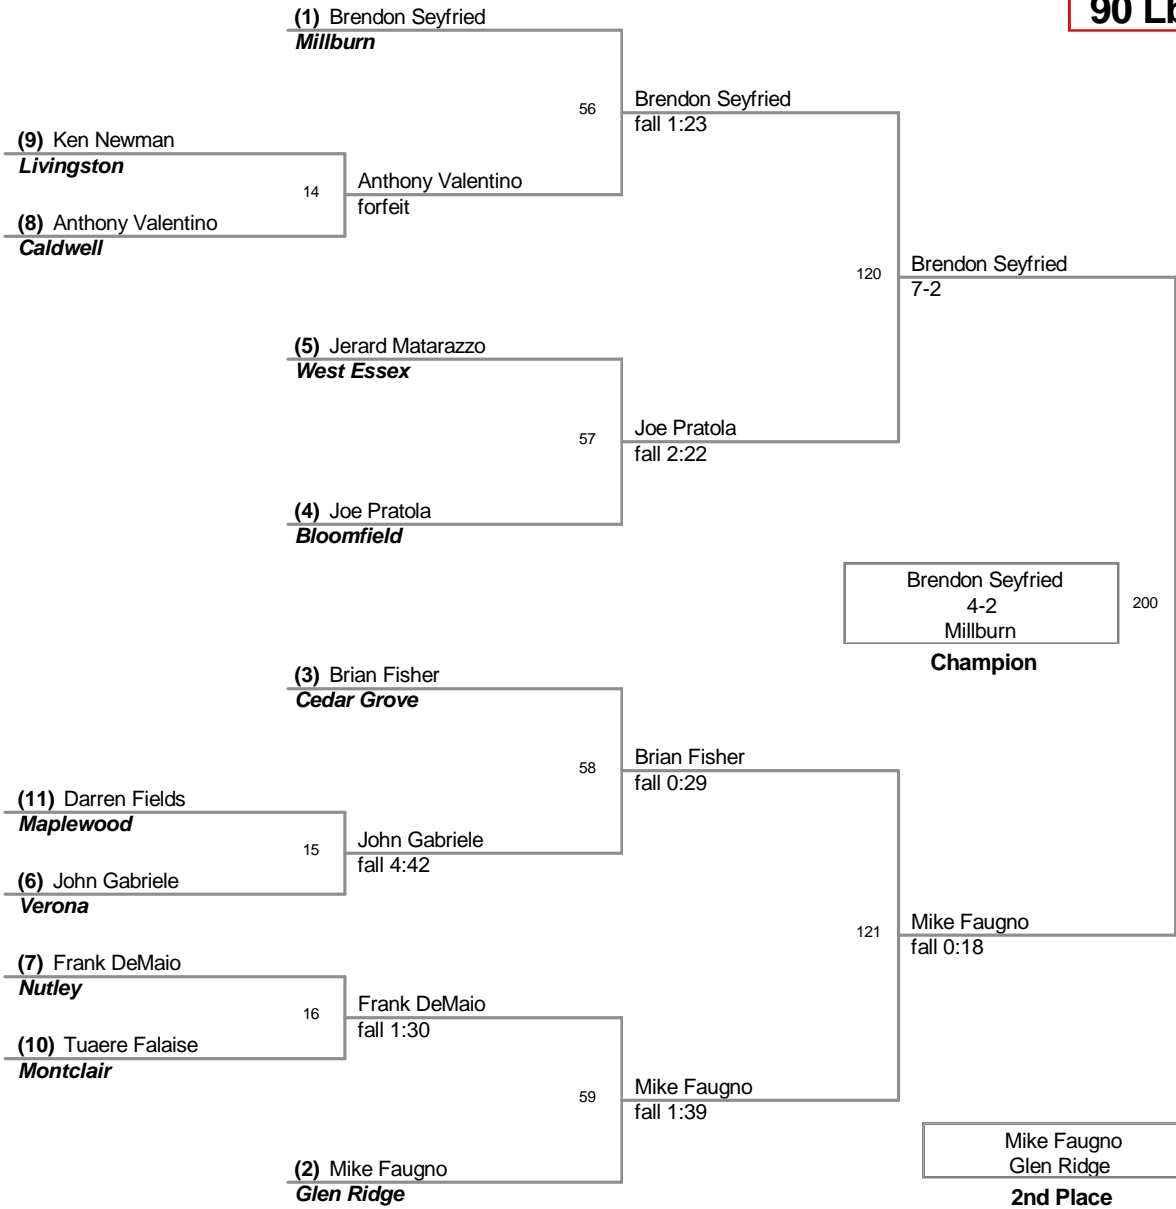 90 Lb
(1) Brendon Seyfried
Millburn
56
Brendon Seyfried
fall 1:23
(9) Ken Newman
Livingston
14
Anthony Valentino
forfeit
(8) Anthony Valentino
Caldwell
120
Brendon Seyfried
7-2
(5) Jerard Matarazzo
West Essex
57
Joe Pratola
fall 2:22
(4) Joe Pratola
Bloomfield
Brendon Seyfried
4-2
Millburn
200
Champion
(3) Brian Fisher
Cedar Grove
58
Brian Fisher
fall 0:29
(11) Darren Fields
Maplewood
15
John Gabriele
fall 4:42
(6) John Gabriele
Verona
121
Mike Faugno
fall 0:18
(7) Frank DeMaio
Nutley
16
Frank DeMaio
fall 1:30
(10) Tuaere Falaise
Montclair
59
Mike Faugno
fall 1:39
(2) Mike Faugno
Glen Ridge
Mike Faugno
Glen Ridge
2nd Place